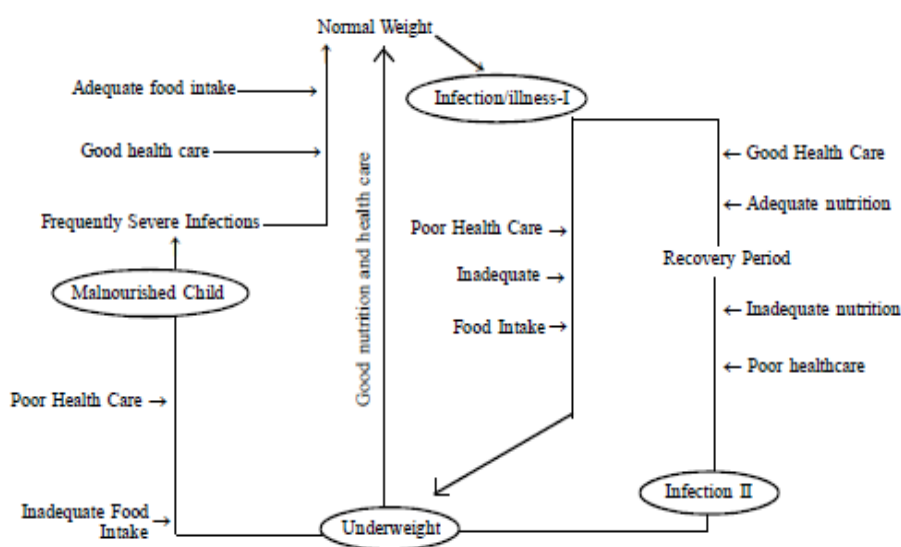 Normal Weight
Adequate food intake
Infection/illness-I
Good health care
Good Health Care
Adequate nutrition
Frequently Severe Infections
Poor Health Care
Recovery Period
Inadequate
Malnourished Child
Inadequate nutrition
Food Intake
Good nutrition and health care
Poor healthcare
Poor Health Care
Infection II
Inadequate Food
Intake
Underweight